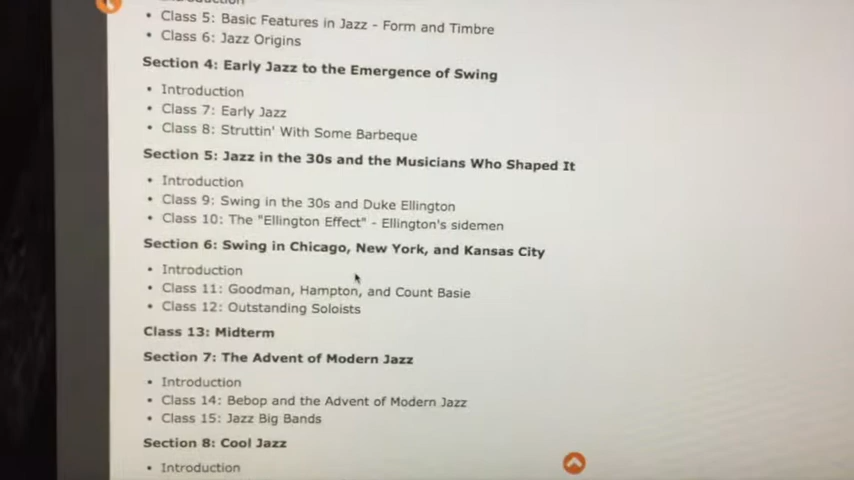 Introduction
• Class 5: Basic Features in Jazz - Form and Timbre
• Class 6: Jazz Origins
Section 4: Early Jazz to the Emergence of Swing
• Introduction
• Class 7: Early Jazz
• Class 8: Struttin' With Some Barbeque
Section 5: Jazz in the 30s and the Musicians Who Shaped It
• Introduction
• Class 9: Swing in the 30s and Duke Ellington
• Class 10: The "Ellington Effect" - Ellington's sidemen
Section 6: Swing in Chicago, New York, and Kansas City
• Introduction
• Class 11: Goodman, Hampton, and Count Basie
• Class 12: Outstanding Soloists
Class 13: Midterm
Section 7: The Advent of Modern Jazz
• Introduction
• Class 14: Bebop and the Advent of Modern Jazz
• Class 15: Jazz Big Bands
Section 8: Cool Jazz
• Introduction